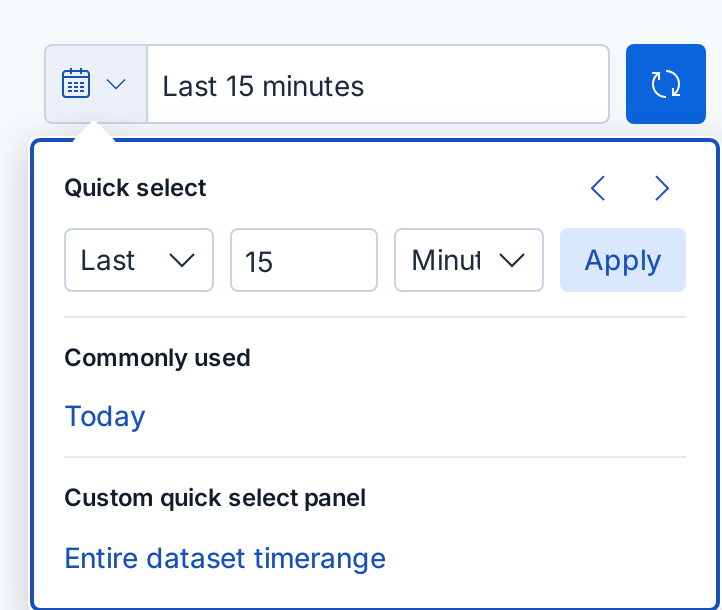 Last 15 minutes
Quick select
Last 15 Minut Apply
Commonly used
Today
Custom quick select panel
Entire dataset timerange